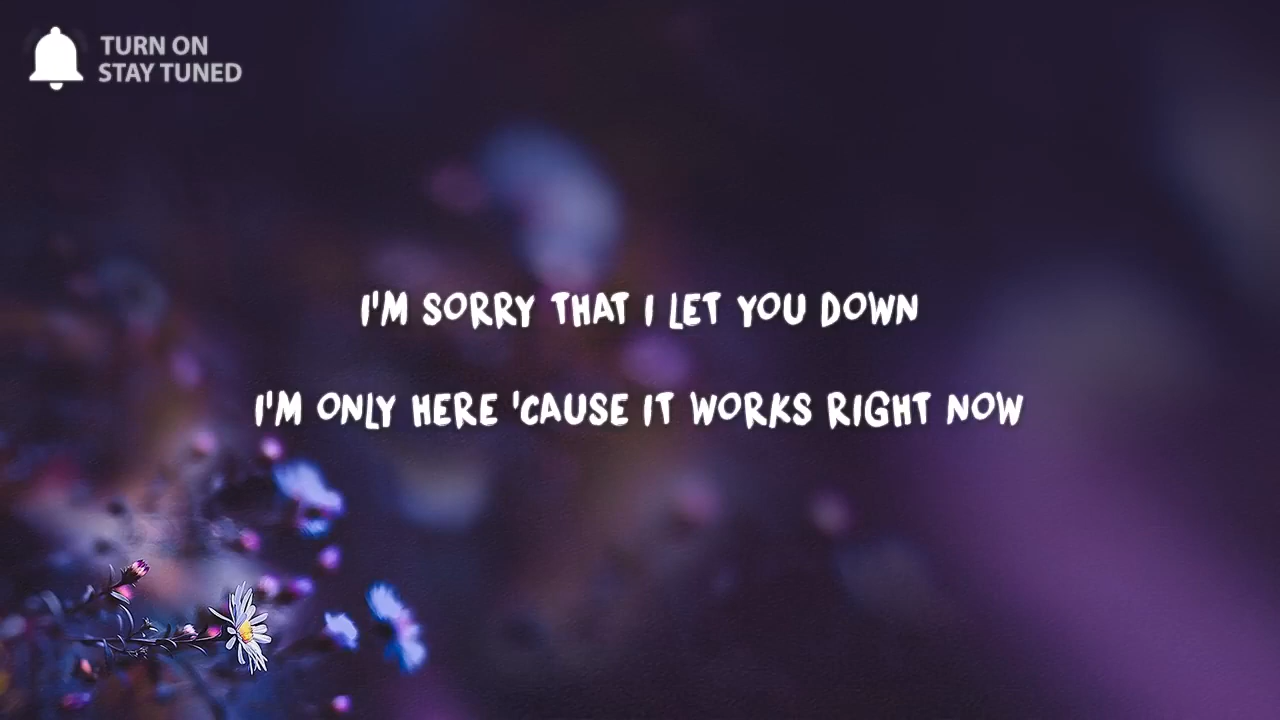 TURN ON
STAY TUNED
I'M SORRY THAT I LET YOU DOWN
I'M ONLY HERE 'CAUSE IT WORKS RIGHT NOW